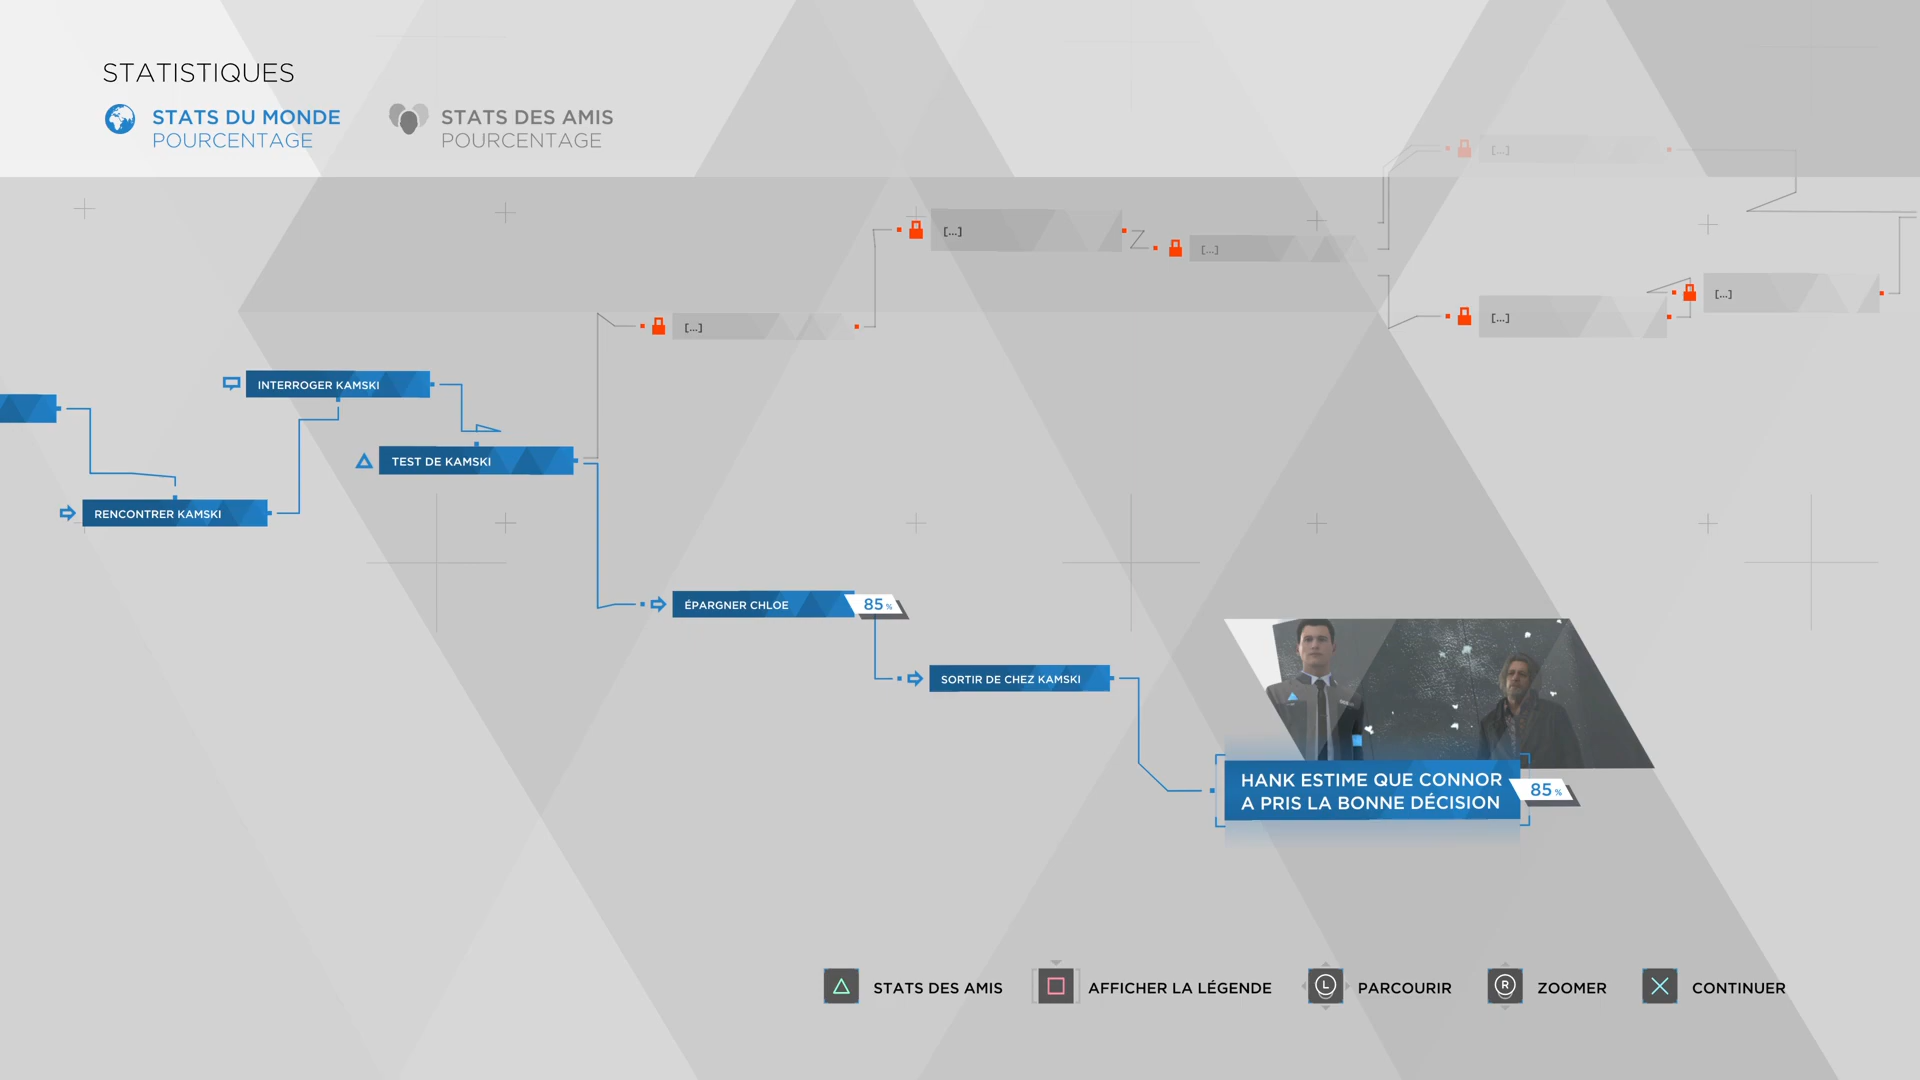 STATISTIQUES
STATS DU MONDE
POURCENTAGE
STATS DES AMIS
POURCENTAGE
[...]
[...]
[...]
[...]
[...]
[...]
INTERROGER KAMSKI
TEST DE KAMSKI
RENCONTRER KAMSKI
ÉPARGNER CHLOE
85 %
SORTIR DE CHEZ KAMSKI
HANK ESTIME QUE CONNOR
A PRIS LA BONNE DÉCISION
85 %
STATS DES AMIS
AFFICHER LA LÉGENDE
L
PARCOURIR
R
ZOOMER
CONTINUER